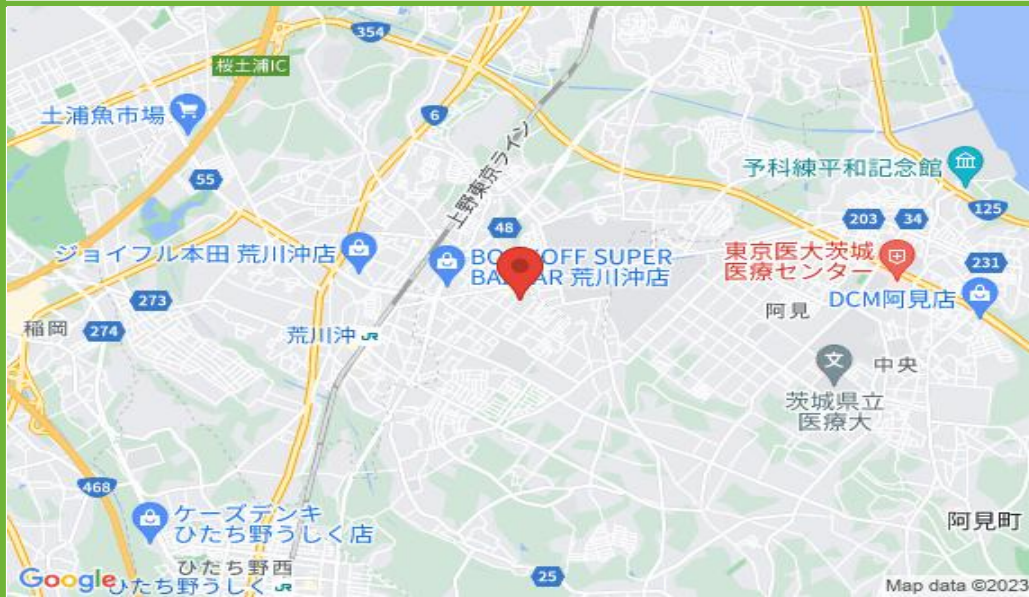 354
桜土浦IC
土浦魚市場
6
上野東京ライン
予科練平和記念館
55
125
203
34
48
ジョイフル本田 荒川沖店
BOOKOFF SUPER
BAZAAR 荒川沖店
東京医大茨城
医療センター
231
DCM阿見店
273
阿見
稲岡
274
荒川沖 JR
中央
茨城県立
医療大
468
ケーズデンキ
ひたち野うしく店
阿見町
ひたち野西
25
Google
ひたち野うしく JR
Map data ©2023